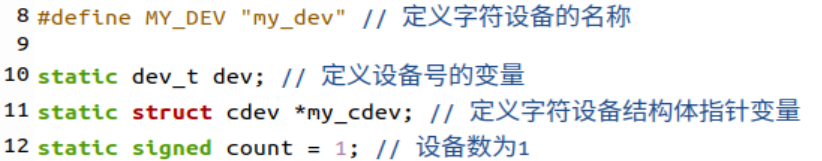 8 #define MY_DEV "my_dev" // 定义字符设备的名称
9
10 static dev_t dev; // 定义设备号的变量
11 static struct cdev *my_cdev; // 定义字符设备结构体指针变量
12 static signed count = 1; // 设备数为1